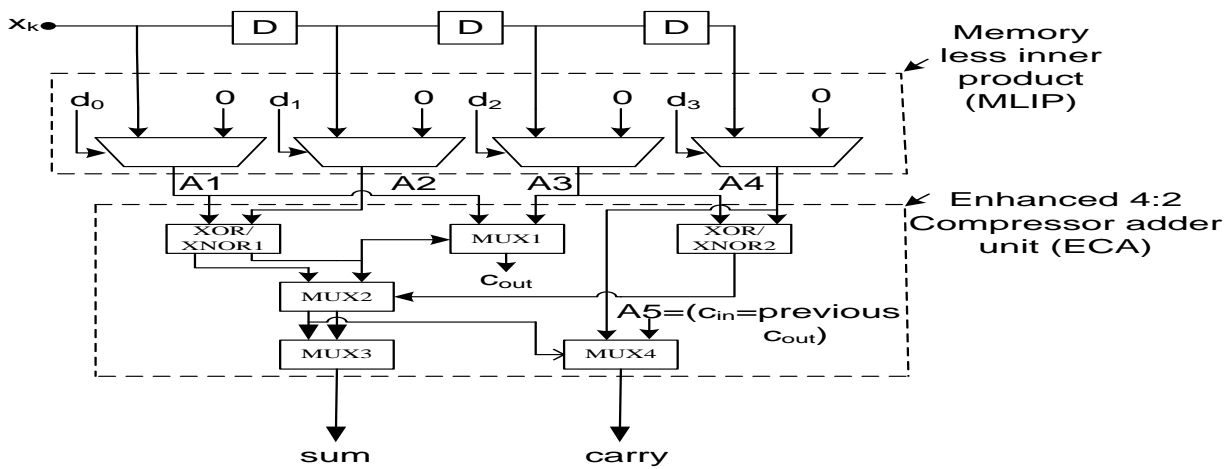 xₖ
D
D
D
Memory
less inner
product
(MLIP)
d₀
0
d₁
0
d₂
0
d₃
0
A1
A2
A3
A4
Enhanced 4:2
Compressor adder
unit (ECA)
XOR/
XNOR1
MUX1
XOR/
XNOR2
cout
MUX2
A5=(cin=previous
cout)
MUX3
MUX4
sum
carry